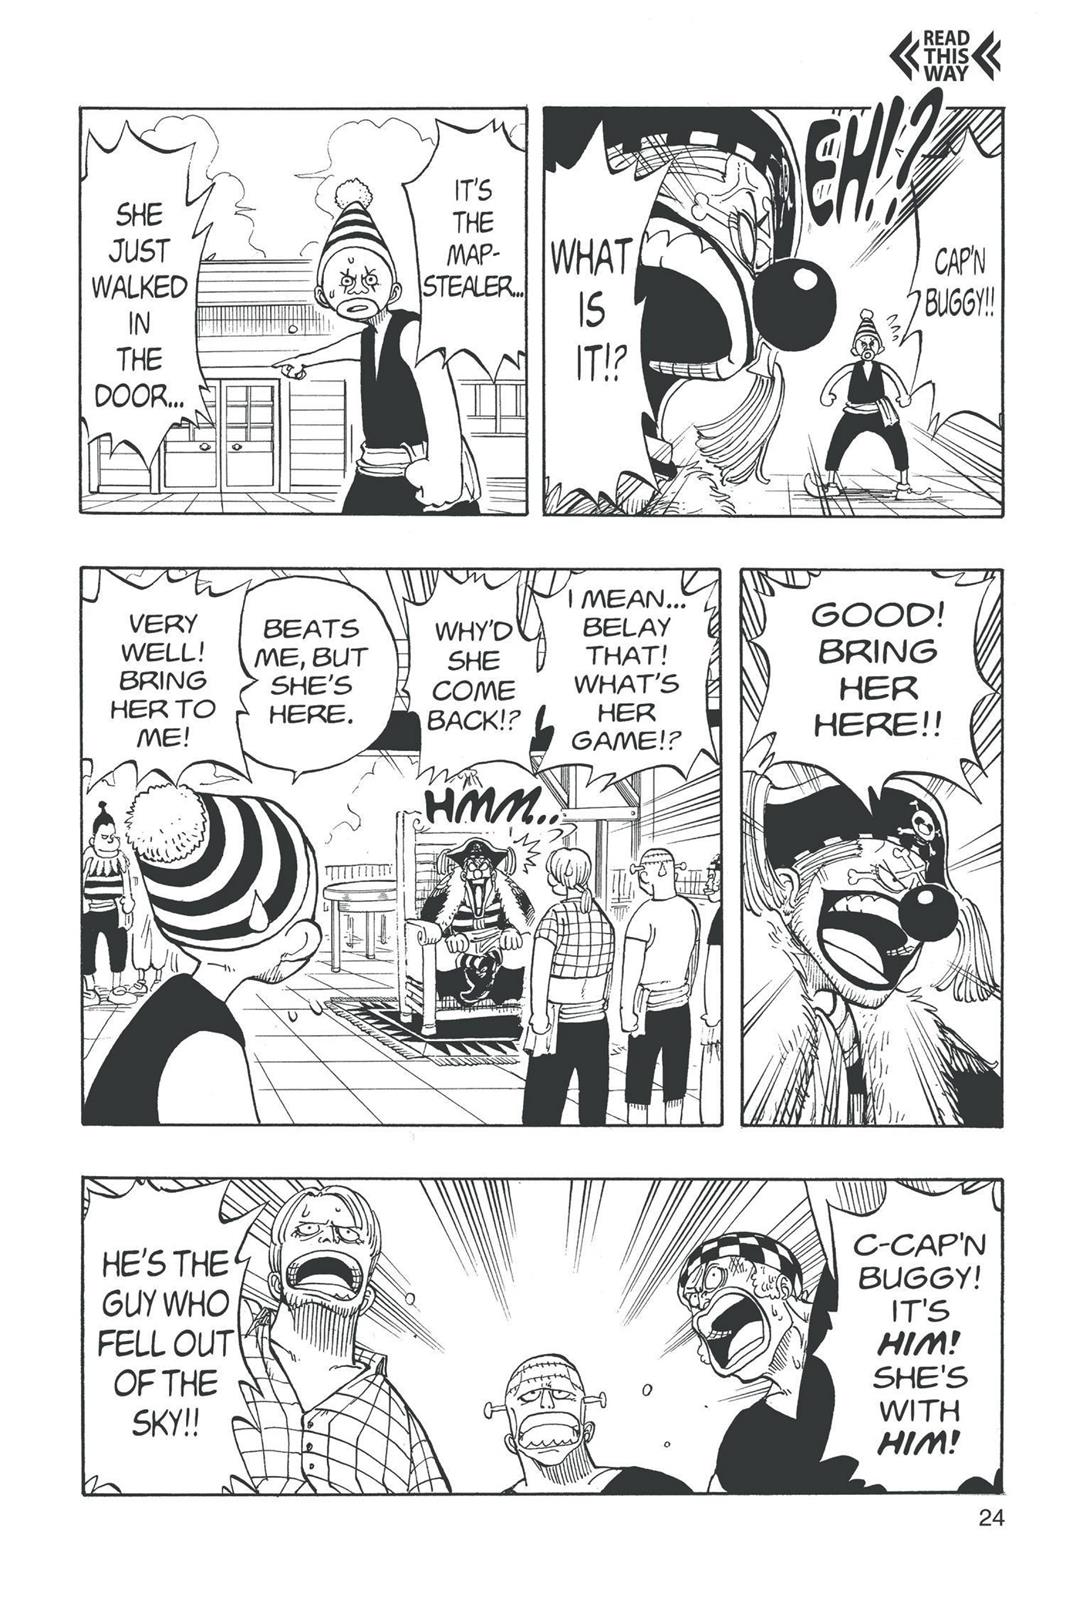 READ
THIS
WAY
CAP'N
BUGGY!!
EH!?
WHAT
IS
IT!?
IT'S
THE
MAP-
STEALER...
SHE
JUST
WALKED
IN
THE
DOOR...
GOOD!
BRING
HER
HERE!!
I MEAN...
BELAY
THAT!
WHAT'S
HER
GAME!?
WHY'D
SHE
COME
BACK!?
HMM...
BEATS
ME, BUT
SHE'S
HERE.
VERY
WELL!
BRING
HER TO
ME!
C-CAP'N
BUGGY!
IT'S
HIM!
SHE'S
WITH
HIM!
HE'S THE
GUY WHO
FELL OUT
OF THE
SKY!!
24